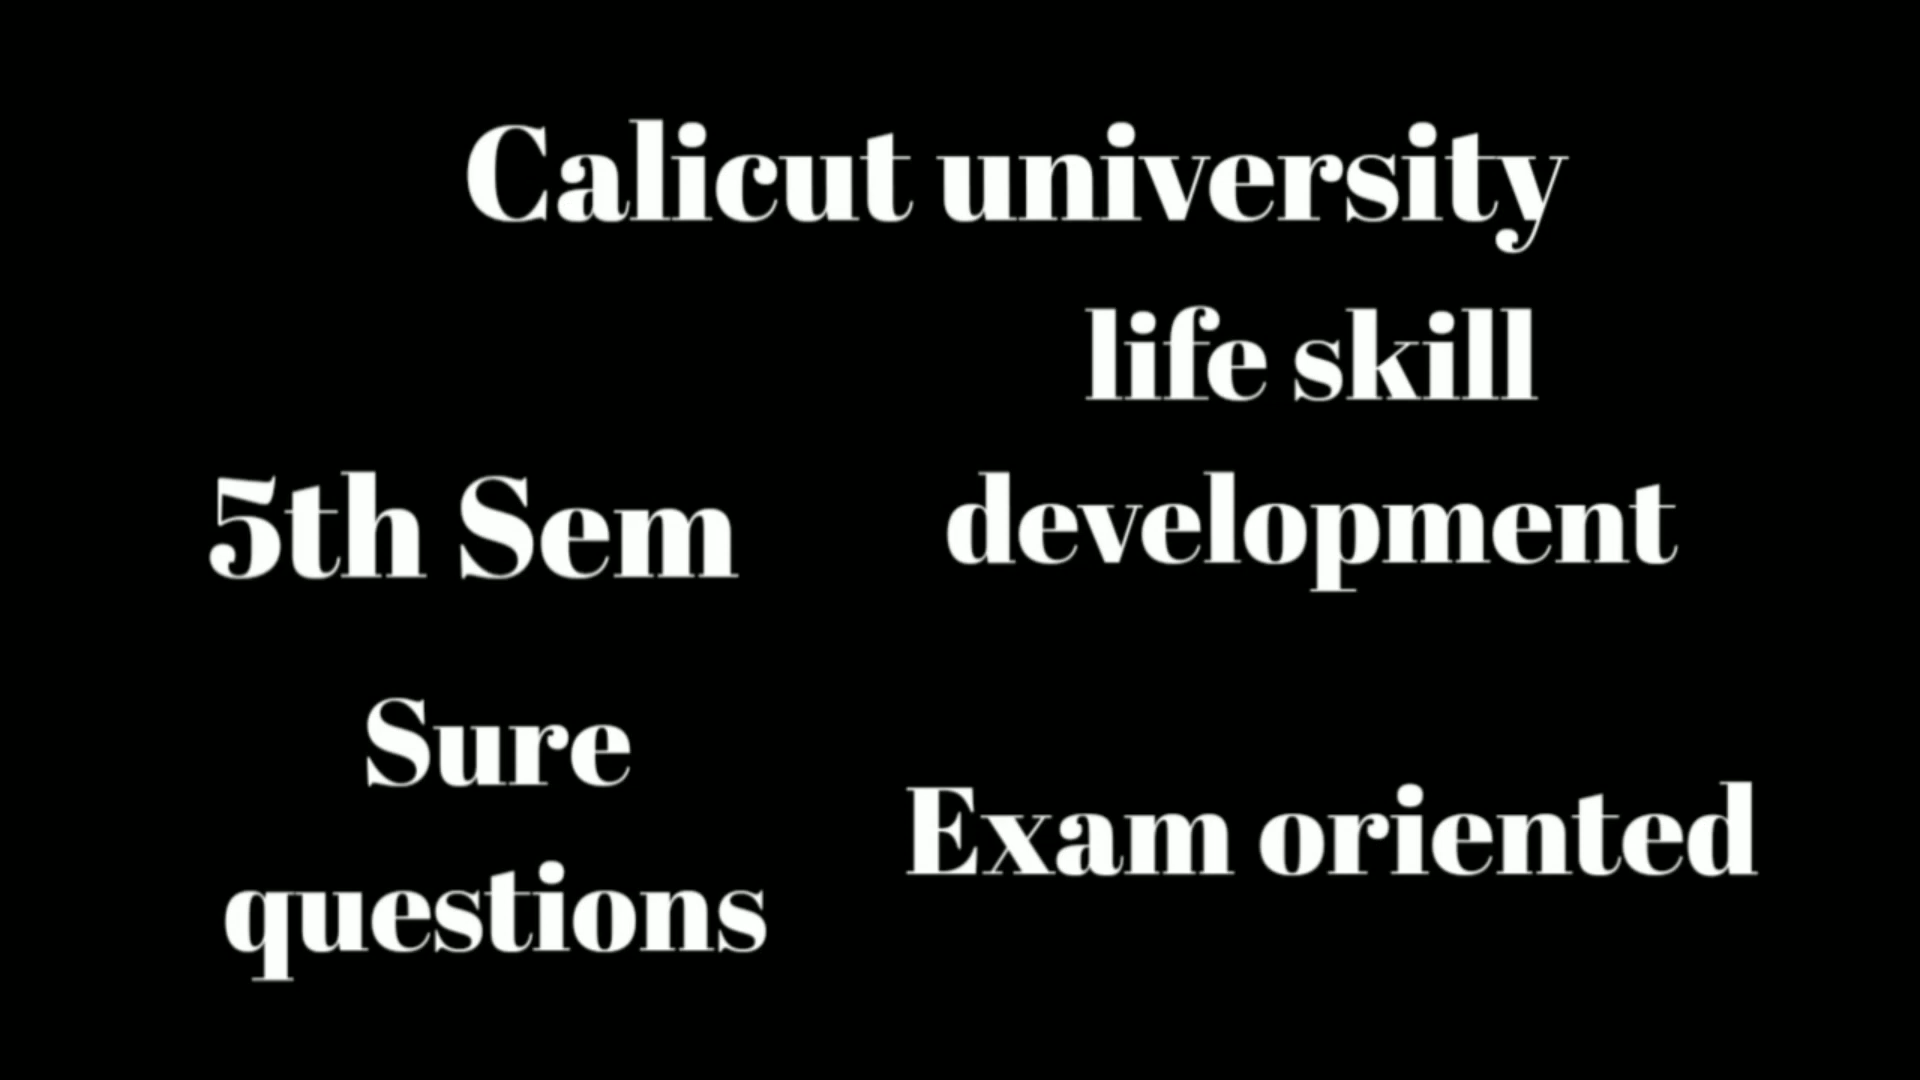 Calicut university
life skill
development
5th Sem
Sure
questions
Exam oriented